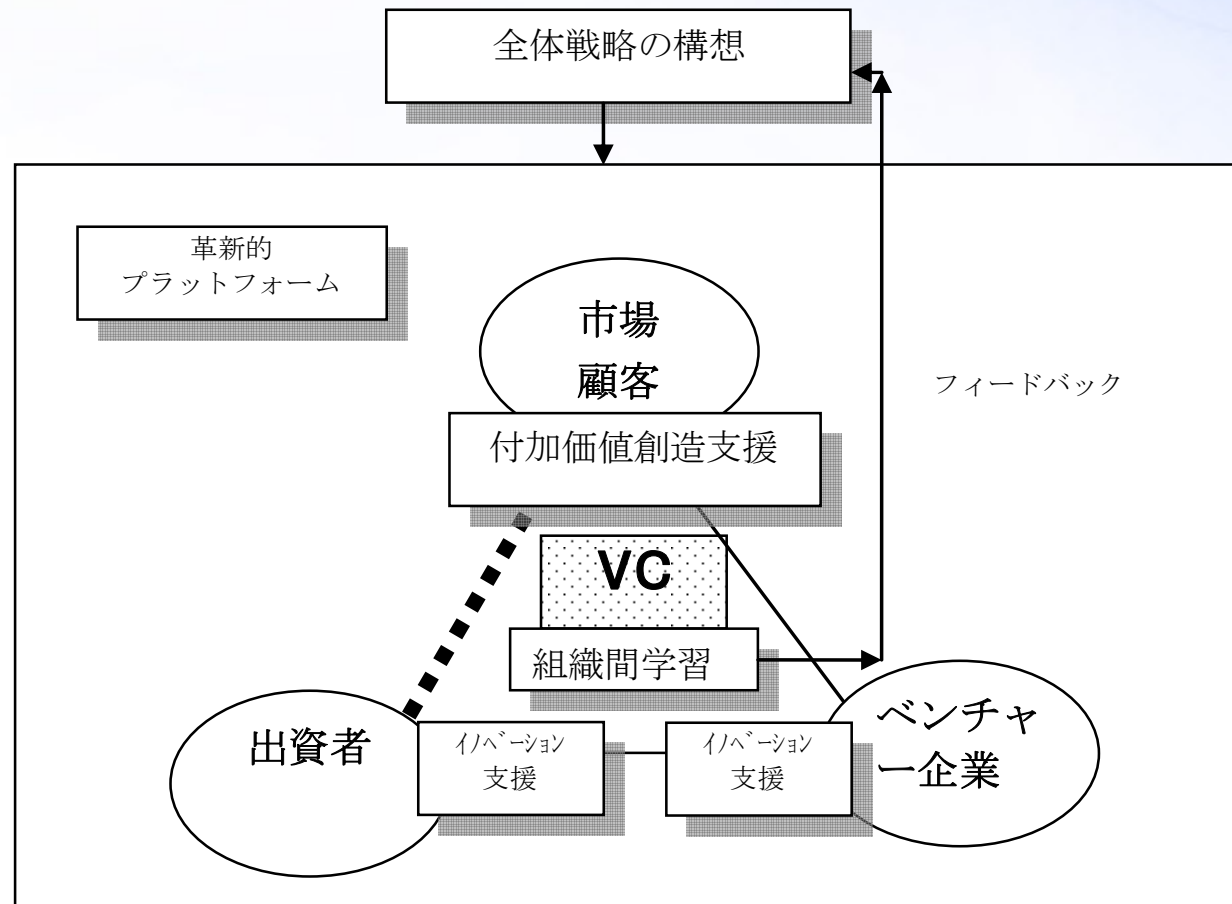 全体戦略の構想
革新的
プラットフォーム
市場
顧客
フィードバック
付加価値創造支援
VC
組織間学習
出資者
ｲﾉﾍﾞｰｼｮﾝ
支援
ｲﾉﾍﾞｰｼｮﾝ
支援
ベンチャ
ー企業